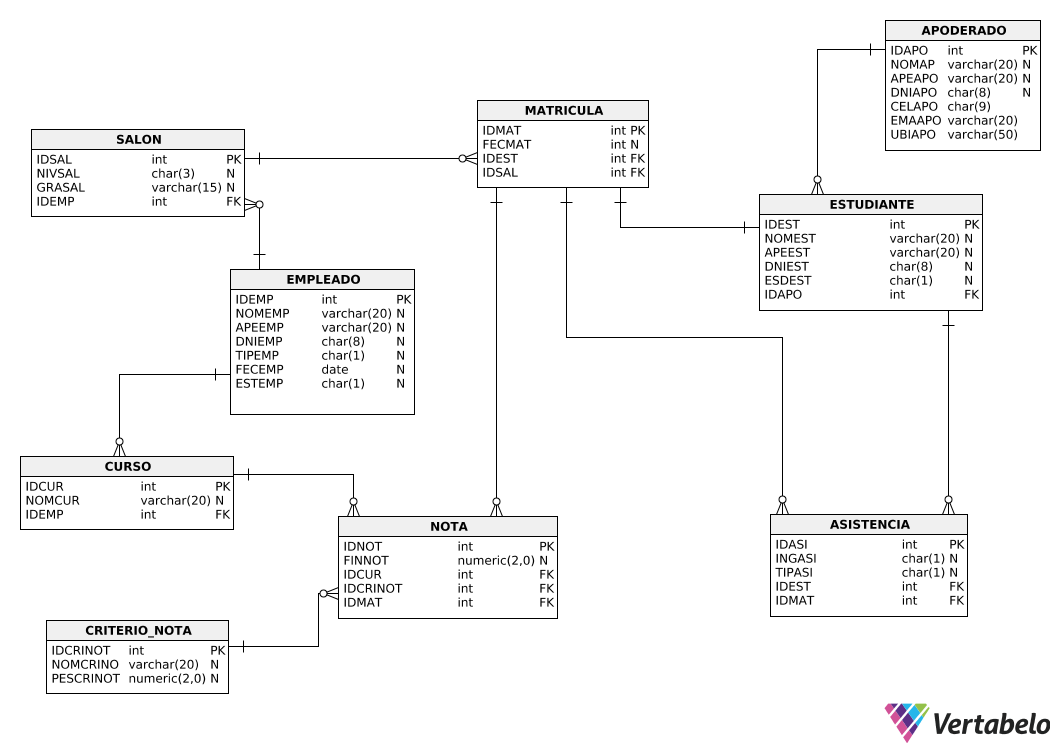 APODERADO
IDAPO int PK
NOMAP varchar(20) N
APEAPO varchar(20) N
DNIAPO char(8) N
CELAPO char(9)
EMAAPO varchar(20)
UBIAPO varchar(50)
MATRICULA
IDMAT int PK
FECMAT int N
IDEST int FK
IDSAL int FK
SALON
IDSAL int PK
NIVSAL char(3) N
GRASAL varchar(15) N
IDEMP int FK
ESTUDIANTE
IDEST int PK
NOMEST varchar(20) N
APEEST varchar(20) N
DNIEST char(8) N
ESDEST char(1) N
IDAPO int FK
EMPLEADO
IDEMP int PK
NOMEMP varchar(20) N
APEEMP varchar(20) N
DNIEMP char(8) N
TIPEMP char(1) N
FECEMP date N
ESTEMP char(1) N
CURSO
IDCUR int PK
NOMCUR varchar(20) N
IDEMP int FK
NOTA
IDNOT int PK
FINNOT numeric(2,0) N
IDCUR int FK
IDCRINOT int FK
IDMAT int FK
ASISTENCIA
IDASI int PK
INGASI char(1) N
TIPASI char(1) N
IDEST int FK
IDMAT int FK
CRITERIO_NOTA
IDCRINOT int PK
NOMCRINO varchar(20) N
PESCRINOT numeric(2,0) N
Vertabelo